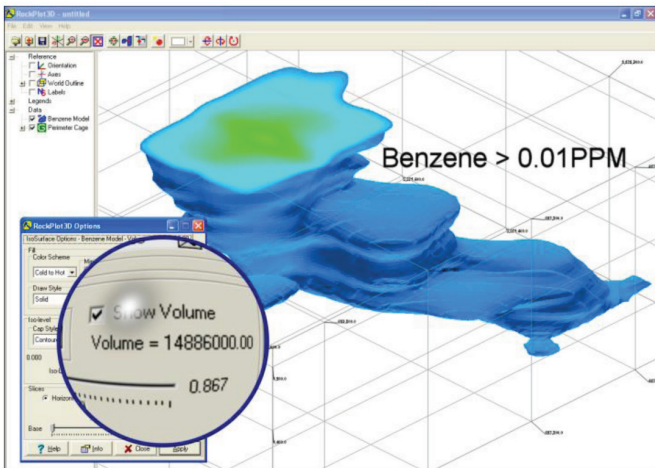 RockPlot3D - untitled
File Edit View Help
Reference
Orientation
Axes
World Outline
Labels
Legends
Data
Benzene Model
Perimeter Cage
Benzene > 0.01PPM
RockPlot3D Options
IsoSurface Options - Benzene Model - Volume
Fill
Color Scheme
Cold to Hot
Draw Style
Solid
Iso-level
Cap Style
Contour
0.000
Show Volume
Volume = 14886000.00
0.867
Slices
Base
Help Info Close Apply